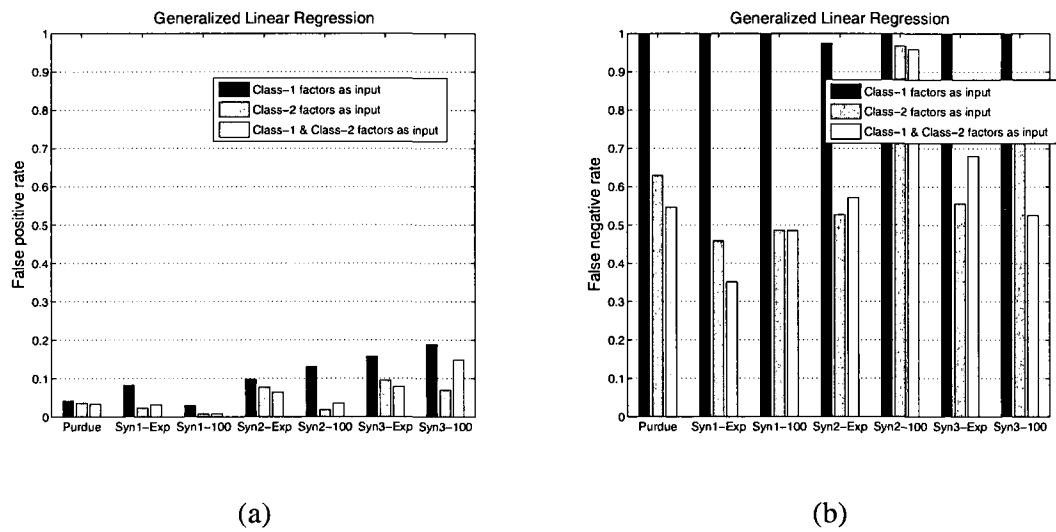 Generalized Linear Regression
1
0.9
0.8
0.7
0.6
0.5
0.4
0.3
0.2
0.1
0
False positive rate
Class-1 factors as input
Class-2 factors as input
Class-1 & Class-2 factors as input
Purdue Syn1-Exp Syn1-100 Syn2-Exp Syn2-100 Syn3-Exp Syn3-100
(a)
Generalized Linear Regression
1
0.9
0.8
0.7
0.6
0.5
0.4
0.3
0.2
0.1
0
False negative rate
Class-1 factors as input
Class-2 factors as input
Class-1 & Class-2 factors as input
Purdue Syn1-Exp Syn1-100 Syn2-Exp Syn2-100 Syn3-Exp Syn3-100
(b)